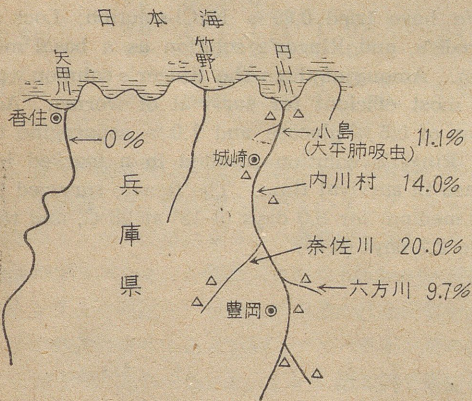 日本海
矢田川
竹野川
円山川
香住
0%
小島
(大平肺吸虫)
11.1%
城崎
内川村 14.0%
兵庫県
奈佐川 20.0%
六方川 9.7%
豊岡